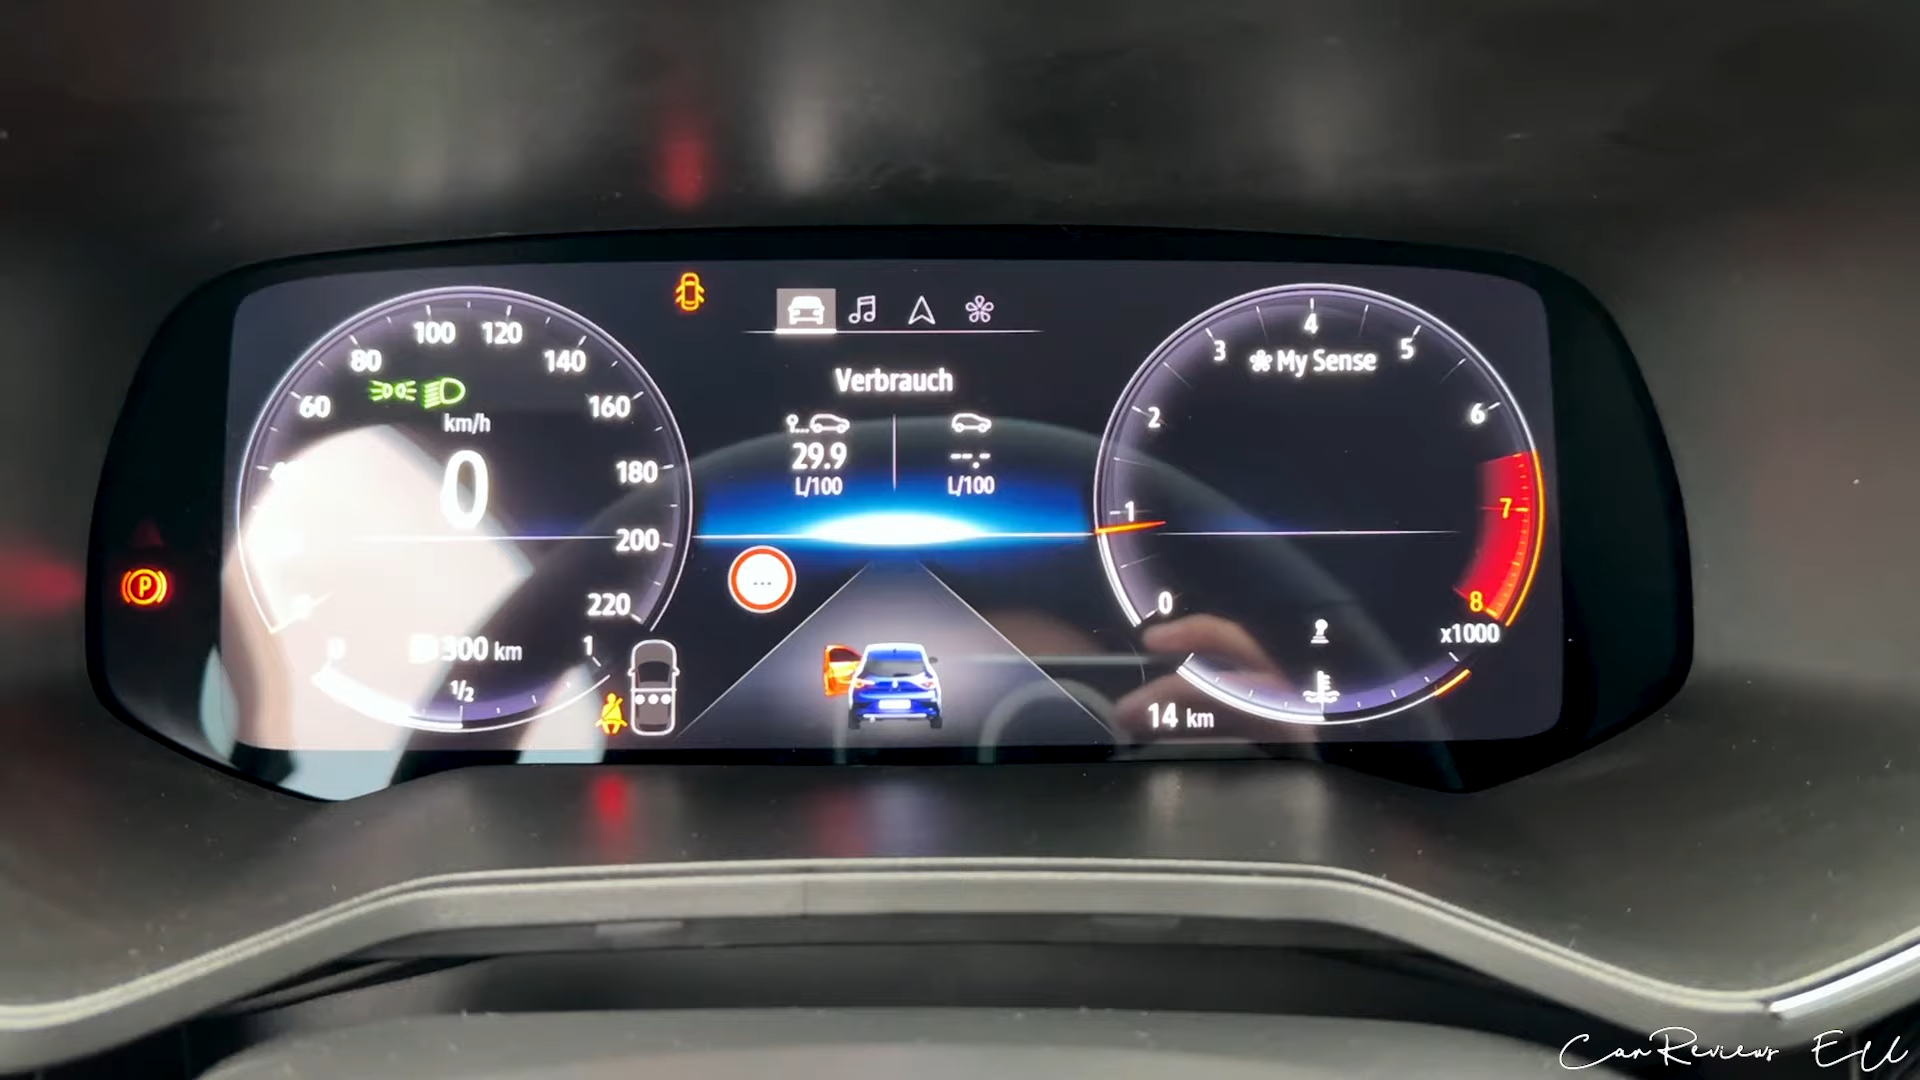 Verbrauch
29.9
L/100
--.-
L/100
60
80
100
120
140
160
180
200
220
km/h
0
300 km
1/2
1
P
...
My Sense
0
1
2
3
4
5
6
7
8
x1000
14 km
CarReviews EU